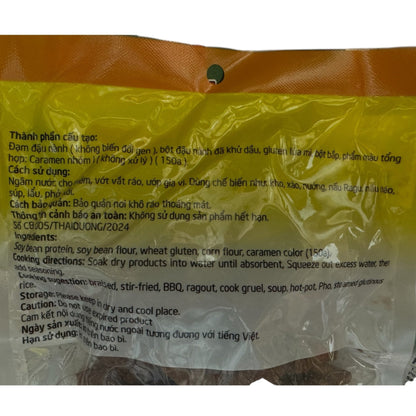 Thành phần cấu tạo:
Đạm đậu nành ( không biến đổi gen ), bột đậu nành đã khử dầu, gluten lúa mì, bột bắp, phẩm màu tổng
hợp: Caramen nhóm I ( không xử lý ) ( 150a.)
Cách sử dụng:
Ngâm nước cho mềm, vớt vắt ráo, ướp gia vị. Dùng chế biến như: kho, xào, nướng, nấu Ragu, nấu cháo,
súp, lẩu, phở,
Cách bảo quản: Bảo quản nơi khô ráo thoáng mát.
Thông tin cảnh báo an toàn: Không sử dụng sản phẩm hết hạn.
Số CB:05/THAIDUONG/2024
Ingredients:
Soy bean protein, soy bean flour, wheat gluten, corn flour, caramen color (150a)
Cooking directions: Soak dry products into water until absorbent, Squeeze out excess water, then
add seasoning.
Cooking suggestion: braised, stir-fried, BBQ, ragout, cook gruel, soup, hot-pot, Pho, steamed glutinous
rice.
Storage: Please keep in dry and cool place.
Caution: Do not use expired product
Cam kết nội dung tiếng nước ngoài tương đương với tiếng Việt.
Ngày sản xuất: trên bao bì.
Hạn sử dụng: trên bao bì.